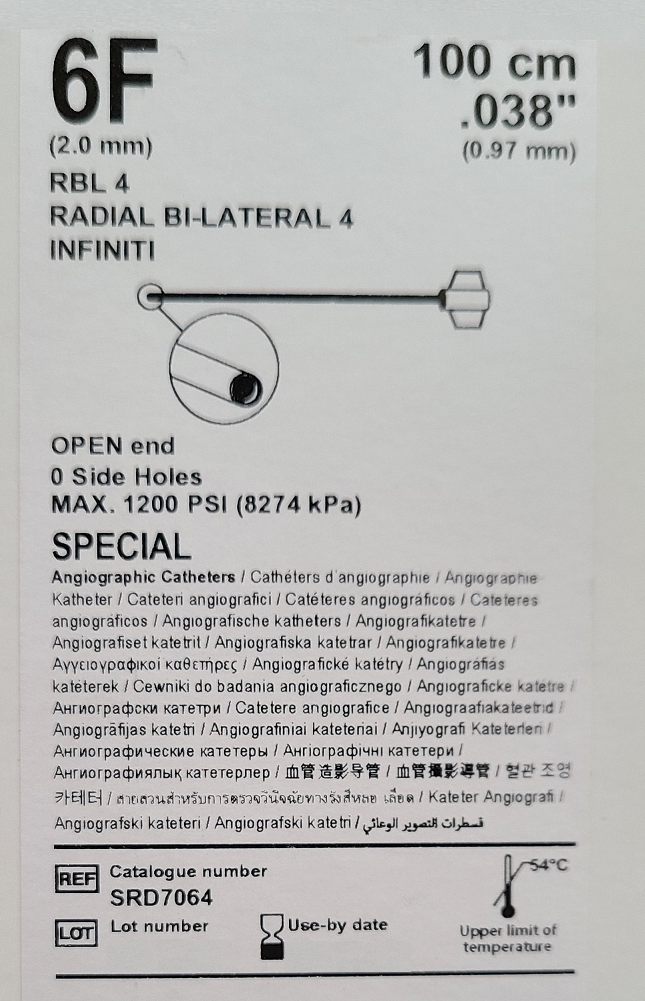 6F
100 cm
.038"
(2.0 mm)
(0.97 mm)
RBL 4
RADIAL BI-LATERAL 4
INFINITI
OPEN end
0 Side Holes
MAX. 1200 PSI (8274 kPa)
SPECIAL
Angiographic Catheters / Cathéters d'angiographie / Angiographie-
Katheter / Cateteri angiografici / Catéteres angiográficos / Cateteres
angiográficos / Angiografische katheters / Angiografikatetre /
Angiografiset katetrit / Angiografiska katetrar / Angiografikatetre /
Αγγειογραφικοί καθετήρες / Angiografické katétry / Angiográfiás
katéterek / Cewniki do badania angiograficznego / Angiograficke katetre /
Ангиографски катетри / Catetere angiografice / Angiograafiakateetrid /
Angiogrāfijas katetri / Angiografiniai kateteriai / Anjiyografi Kateterleri /
Ангиографические катетеры / Ангіографічні катетери /
Ангиографиялық катетерлер / 血管造影导管 / 血管攝影導管 / 혈관 조영
카테터 / สายสวนสำหรับการตรวจวินิจฉัยทางรังสีหลอดเลือด / Kateter Angiografi /
Angiografski kateteri / Angiografski katetri / قسطرات التصوير الوعائي
REF Catalogue number
SRD7064
54°C
LOT Lot number
Use-by date
Upper limit of
temperature